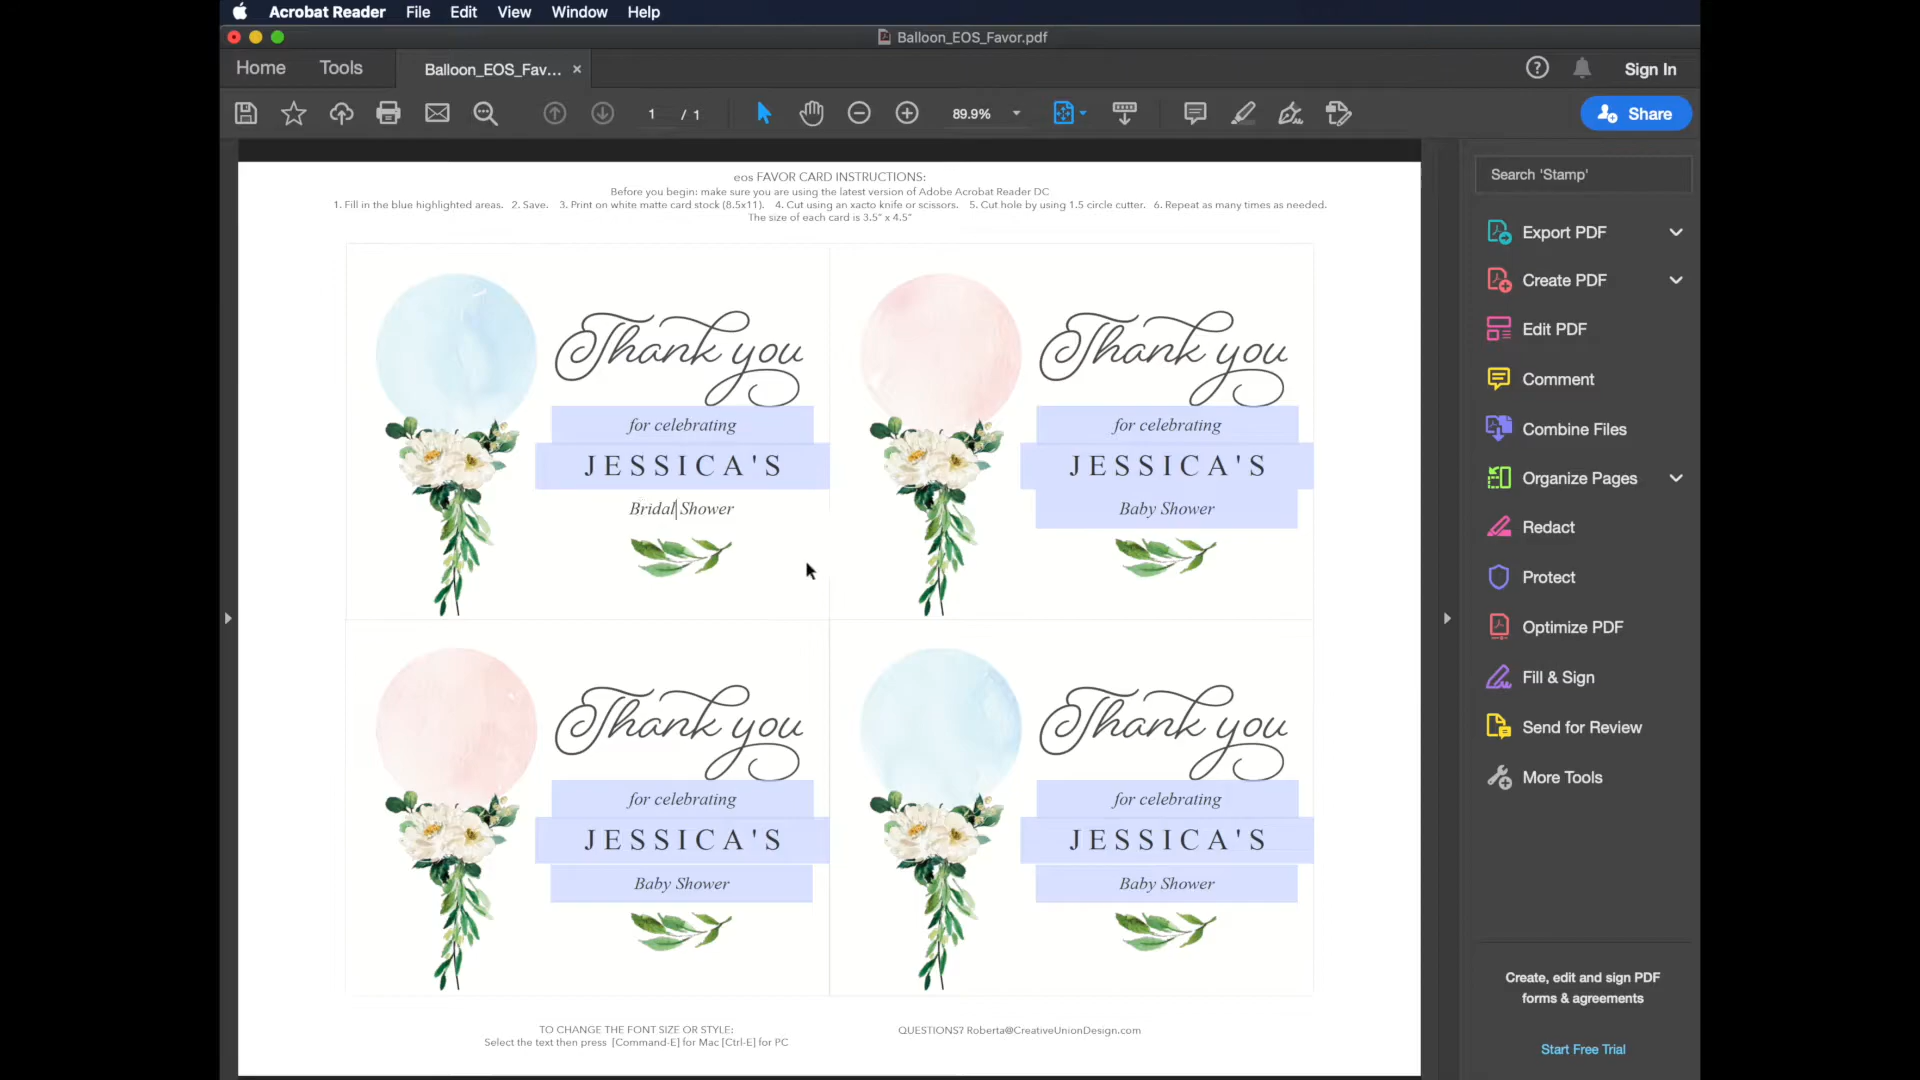 Acrobat Reader File Edit View Window Help
Balloon_EOS_Favor.pdf
Home Tools Balloon_EOS_Fav... × Sign In
1 / 1 89.9% Share
eos FAVOR CARD INSTRUCTIONS:
Before you begin: make sure you are using the latest version of Adobe Acrobat Reader DC
1. Fill in the blue highlighted areas. 2. Save. 3. Print on white matte card stock (8.5x11). 4. Cut using an xacto knife or scissors. 5. Cut hole by using 1.5 circle cutter. 6. Repeat as many times as needed.
The size of each card is 3.5" x 4.5"
Thank you
for celebrating
JESSICA'S
Bridal Shower
Thank you
for celebrating
JESSICA'S
Baby Shower
Thank you
for celebrating
JESSICA'S
Baby Shower
Thank you
for celebrating
JESSICA'S
Baby Shower
TO CHANGE THE FONT SIZE OR STYLE:
Select the text then press [Command-E] for Mac [Ctrl-E] for PC
QUESTIONS? Roberta@CreativeUnionDesign.com
Search 'Stamp'
Export PDF
Create PDF
Edit PDF
Comment
Combine Files
Organize Pages
Redact
Protect
Optimize PDF
Fill & Sign
Send for Review
More Tools
Create, edit and sign PDF
forms & agreements
Start Free Trial